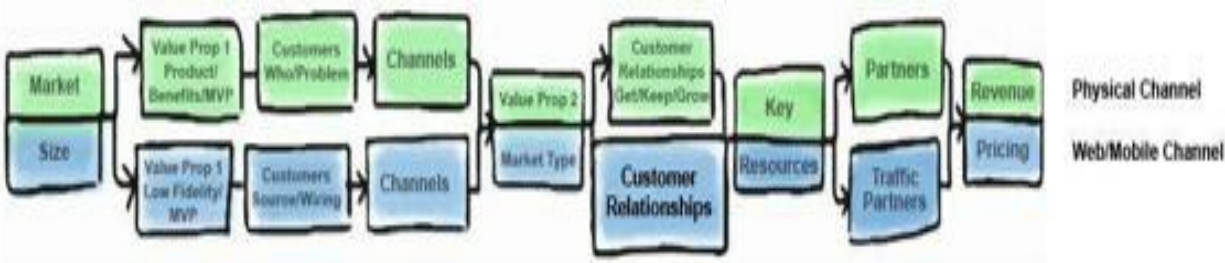 Market
Size
Value Prop 1
Product/
Benefits/MVP
Customers
Who/Problem
Channels
Value Prop 1
Low Fidelity/
MVP
Customers
Source/Wiring
Channels
Value Prop 2
Market Type
Customer
Relationships
Get/Keep/Grow
Customer
Relationships
Key
Resources
Partners
Traffic
Partners
Revenue
Pricing
Physical Channel
Web/Mobile Channel